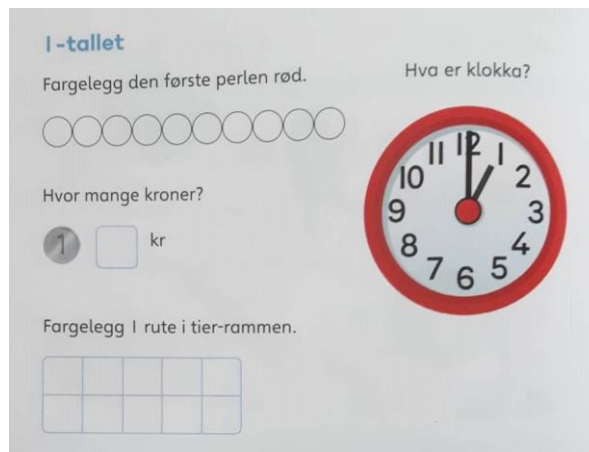 1-tallet
Fargelegg den første perlen rød.
Hvor mange kroner?
1 kr
Fargelegg 1 rute i tier-rammen.
Hva er klokka?
12
1
2
3
4
5
6
7
8
9
10
11